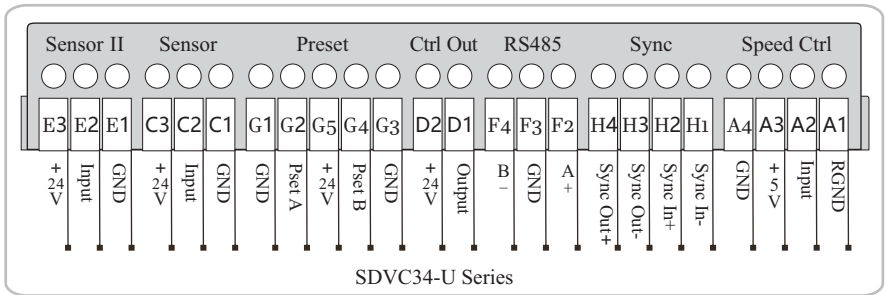 Sensor II Sensor Preset Ctrl Out RS485 Sync Speed Ctrl
E3 E2 E1 C3 C2 C1 G1 G2 G5 G4 G3 D2 D1 F4 F3 F2 H4 H3 H2 H1 A4 A3 A2 A1
+24V Input GND +24V Input GND GND Pset A +24V Pset B GND +24V Output B- GND A+ Sync Out+ Sync Out- Sync In+ Sync In- GND +5V Input RGND
SDVC34-U Series